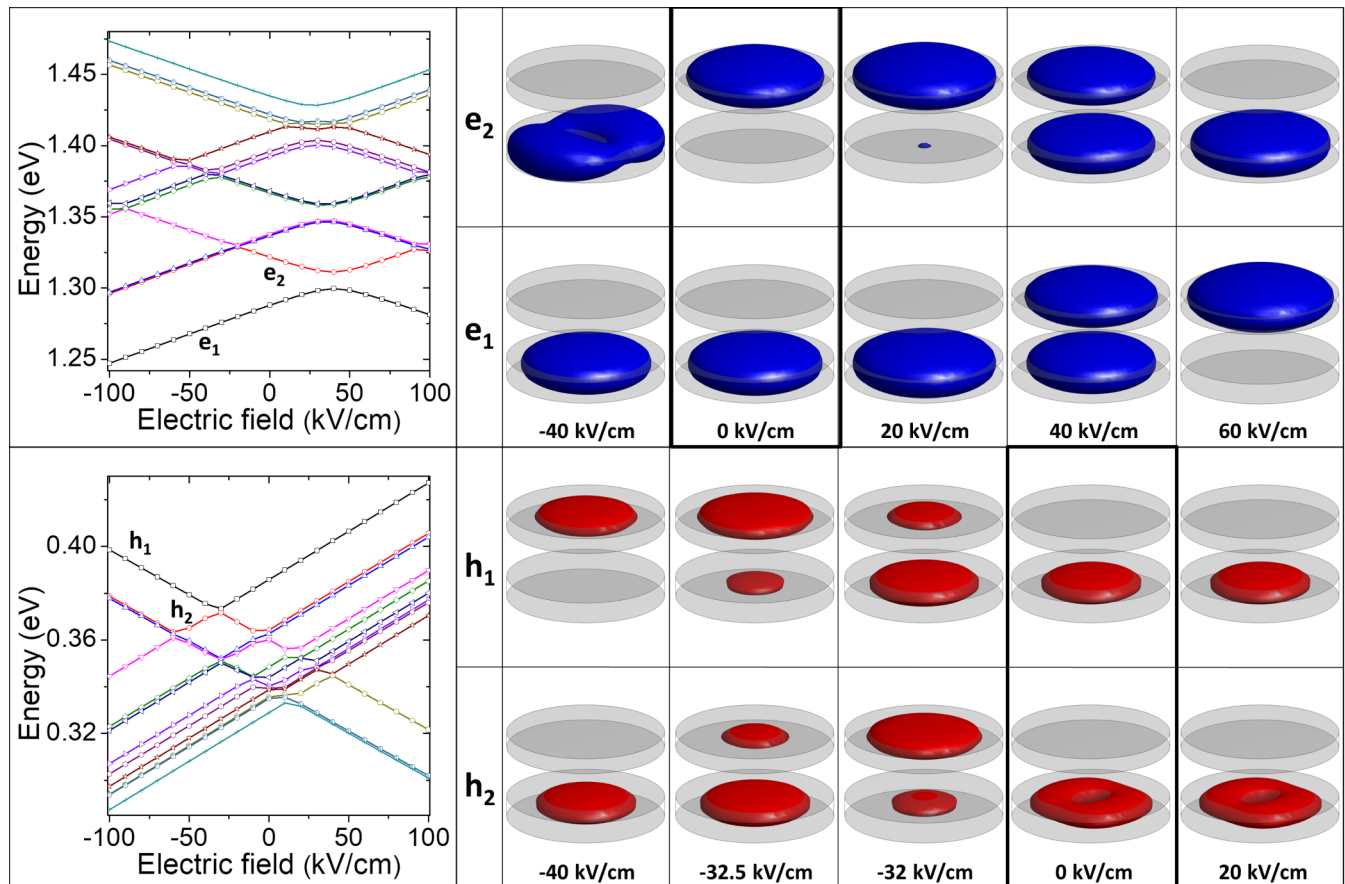 1.45
1.40
1.35
1.30
1.25
Energy (eV)
e2
e1
-100 -50 0 50 100
Electric field (kV/cm)
e2
e1
-40 kV/cm 0 kV/cm 20 kV/cm 40 kV/cm 60 kV/cm
0.40
0.36
0.32
Energy (eV)
h1
h2
-100 -50 0 50 100
Electric field (kV/cm)
h1
h2
-40 kV/cm -32.5 kV/cm -32 kV/cm 0 kV/cm 20 kV/cm